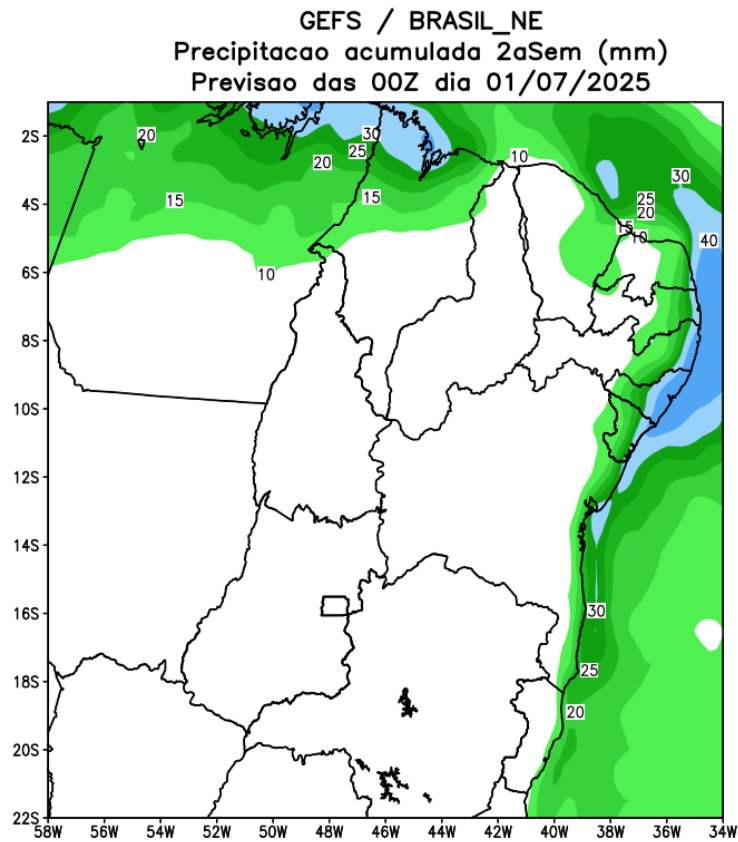 GEFS / BRASIL_NE
Precipitacao acumulada 2aSem (mm)
Previsao das 00Z dia 01/07/2025
2S
4S
6S
8S
10S
12S
14S
16S
18S
20S
22S
20
30
25
20
15
15
10
10
30
25
20
15
10
40
30
25
20
58W 56W 54W 52W 50W 48W 46W 44W 42W 40W 38W 36W 34W